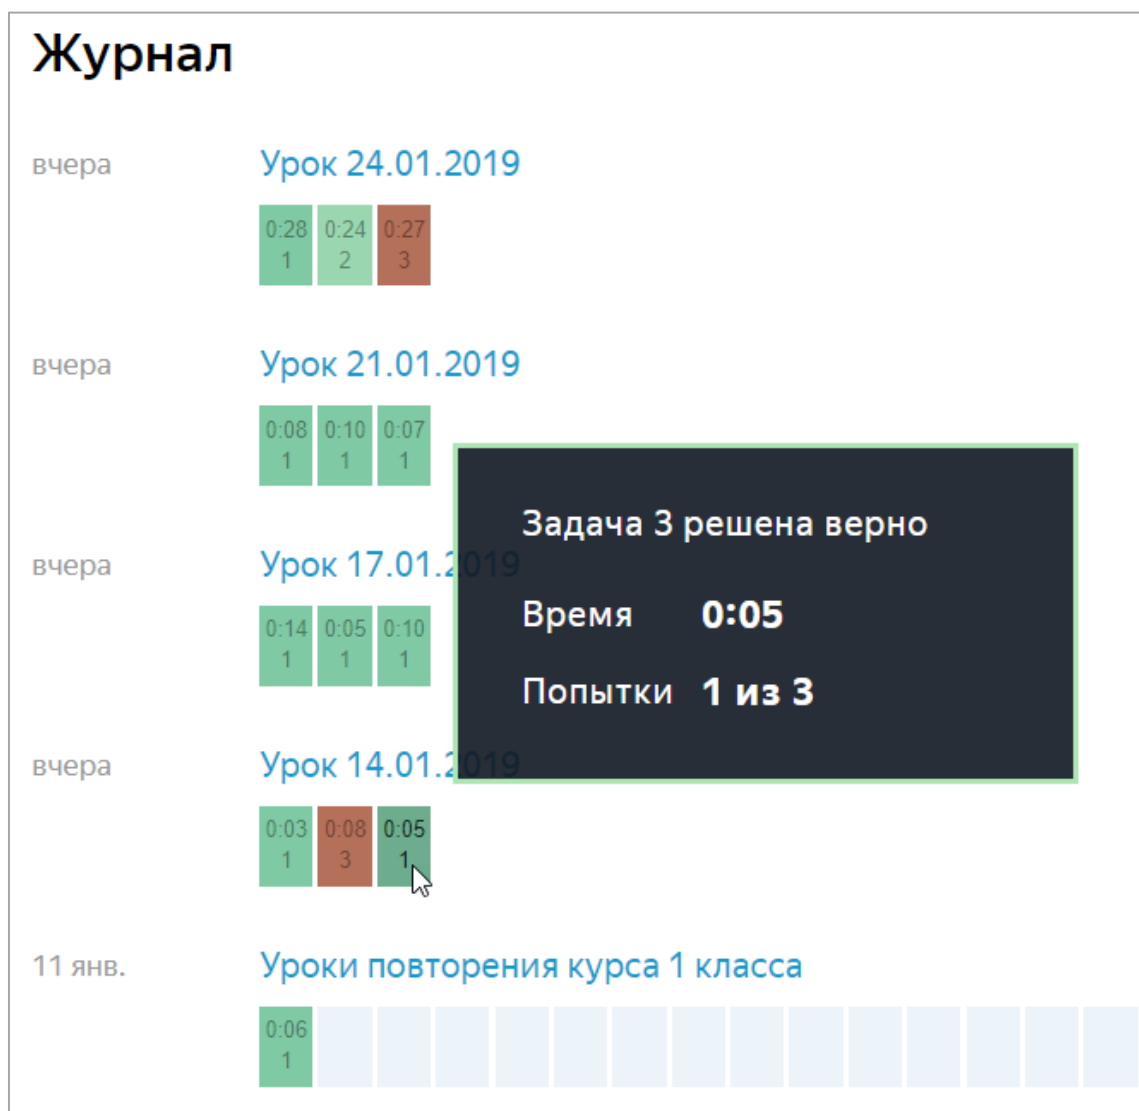 Журнал
вчера Урок 24.01.2019
0:28 0:24 0:27
1 2 3
вчера Урок 21.01.2019
0:08 0:10 0:07
1 1 1
Задача 3 решена верно
Время 0:05
Попытки 1 из 3
вчера Урок 17.01.2019
0:14 0:05 0:10
1 1 1
вчера Урок 14.01.2019
0:03 0:08 0:05
1 3 1
11 янв. Уроки повторения курса 1 класса
0:06
1